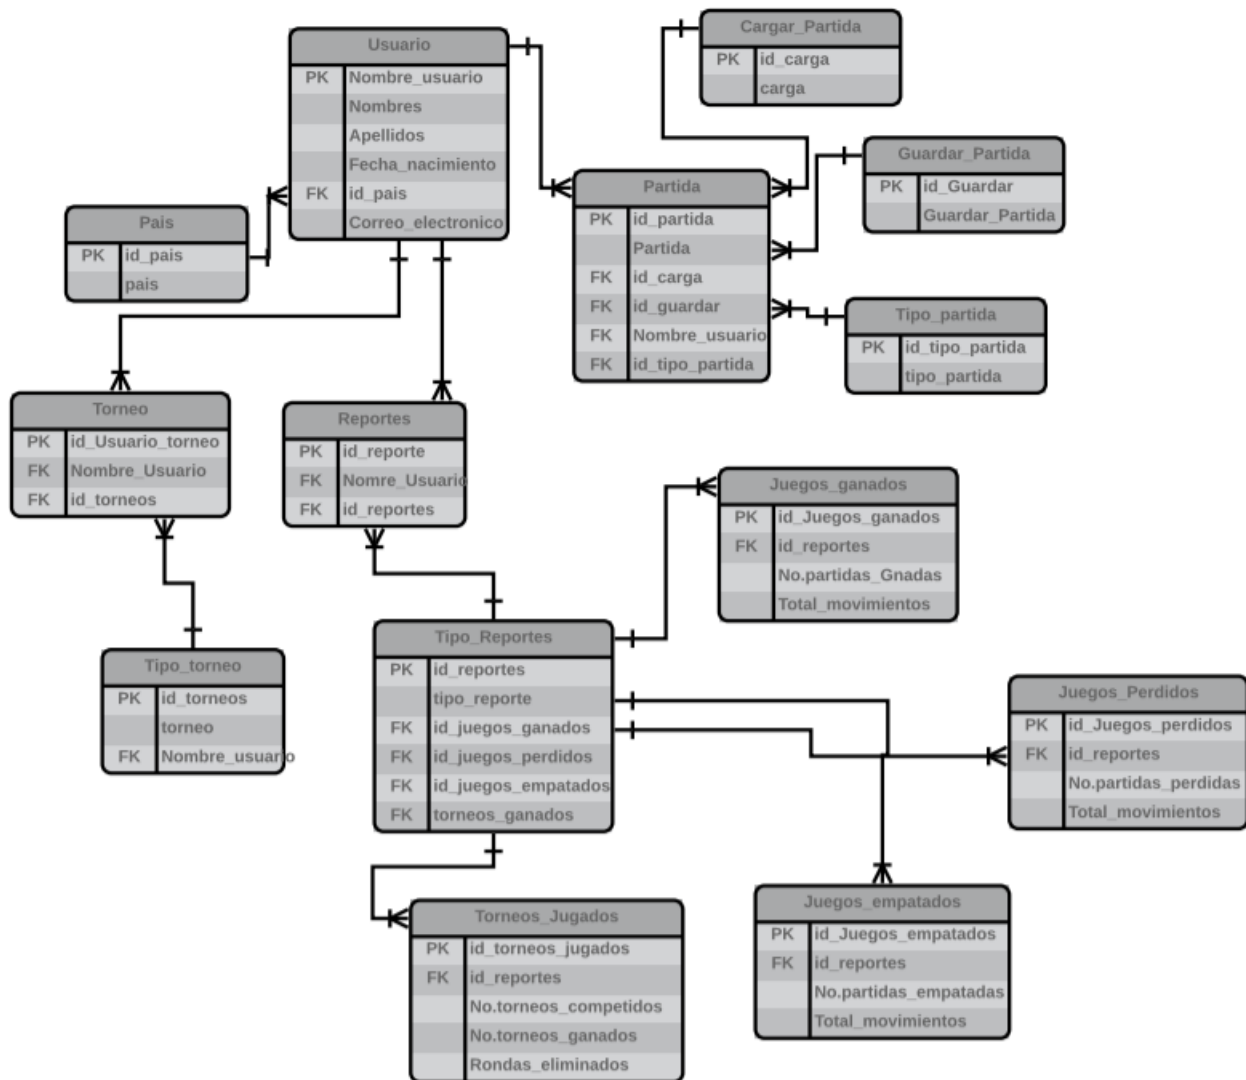 Usuario
PK Nombre_usuario
Nombres
Apellidos
Fecha_nacimiento
FK id_pais
Correo_electronico
Cargar_Partida
PK id_carga
carga
Guardar_Partida
PK id_Guardar
Guardar_Partida
Partida
PK id_partida
Partida
FK id_carga
FK id_guardar
FK Nombre_usuario
FK id_tipo_partida
Pais
PK id_pais
pais
Tipo_partida
PK id_tipo_partida
tipo_partida
Torneo
PK id_Usuario_torneo
FK Nombre_Usuario
FK id_torneos
Reportes
PK id_reporte
FK Nomre_Usuario
FK id_reportes
Juegos_ganados
PK id_Juegos_ganados
FK id_reportes
No.partidas_Gnadas
Total_movimientos
Tipo_torneo
PK id_torneos
torneo
FK Nombre_usuario
Tipo_Reportes
PK id_reportes
tipo_reporte
FK id_juegos_ganados
FK id_juegos_perdidos
FK id_juegos_empatados
FK torneos_ganados
Juegos_Perdidos
PK id_Juegos_perdidos
FK id_reportes
No.partidas_perdidas
Total_movimientos
Torneos_Jugados
PK id_torneos_jugados
FK id_reportes
No.torneos_competidos
No.torneos_ganados
Rondas_eliminados
Juegos_empatados
PK id_Juegos_empatados
FK id_reportes
No.partidas_empatadas
Total_movimientos